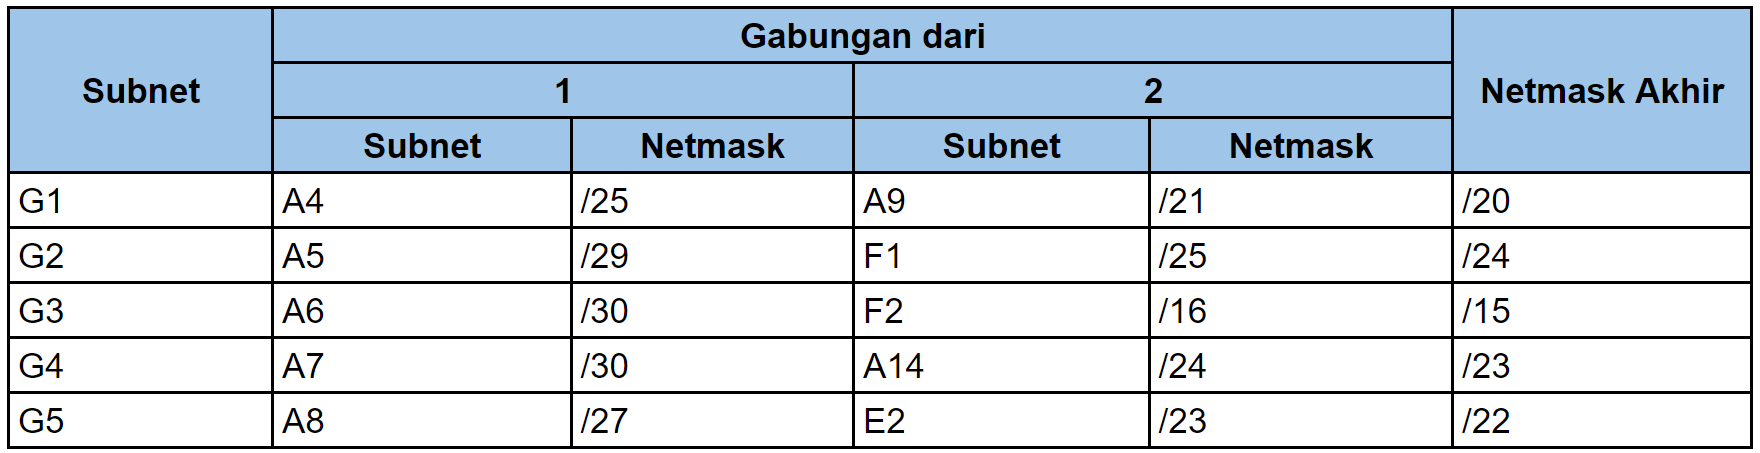 Subnet Gabungan dari Netmask Akhir
1 2
Subnet Netmask Subnet Netmask
G1 A4 /25 A9 /21 /20
G2 A5 /29 F1 /25 /24
G3 A6 /30 F2 /16 /15
G4 A7 /30 A14 /24 /23
G5 A8 /27 E2 /23 /22